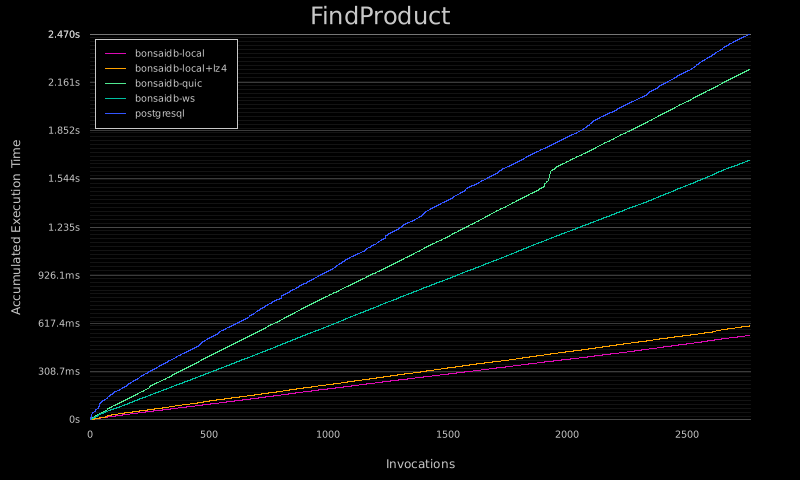 FindProduct
2.470s
2.161s
1.852s
1.544s
1.235s
926.1ms
617.4ms
308.7ms
0s
bonsaidb-local
bonsaidb-local+lz4
bonsaidb-quic
bonsaidb-ws
postgresql
Accumulated Execution Time
0
500
1000
1500
2000
2500
Invocations